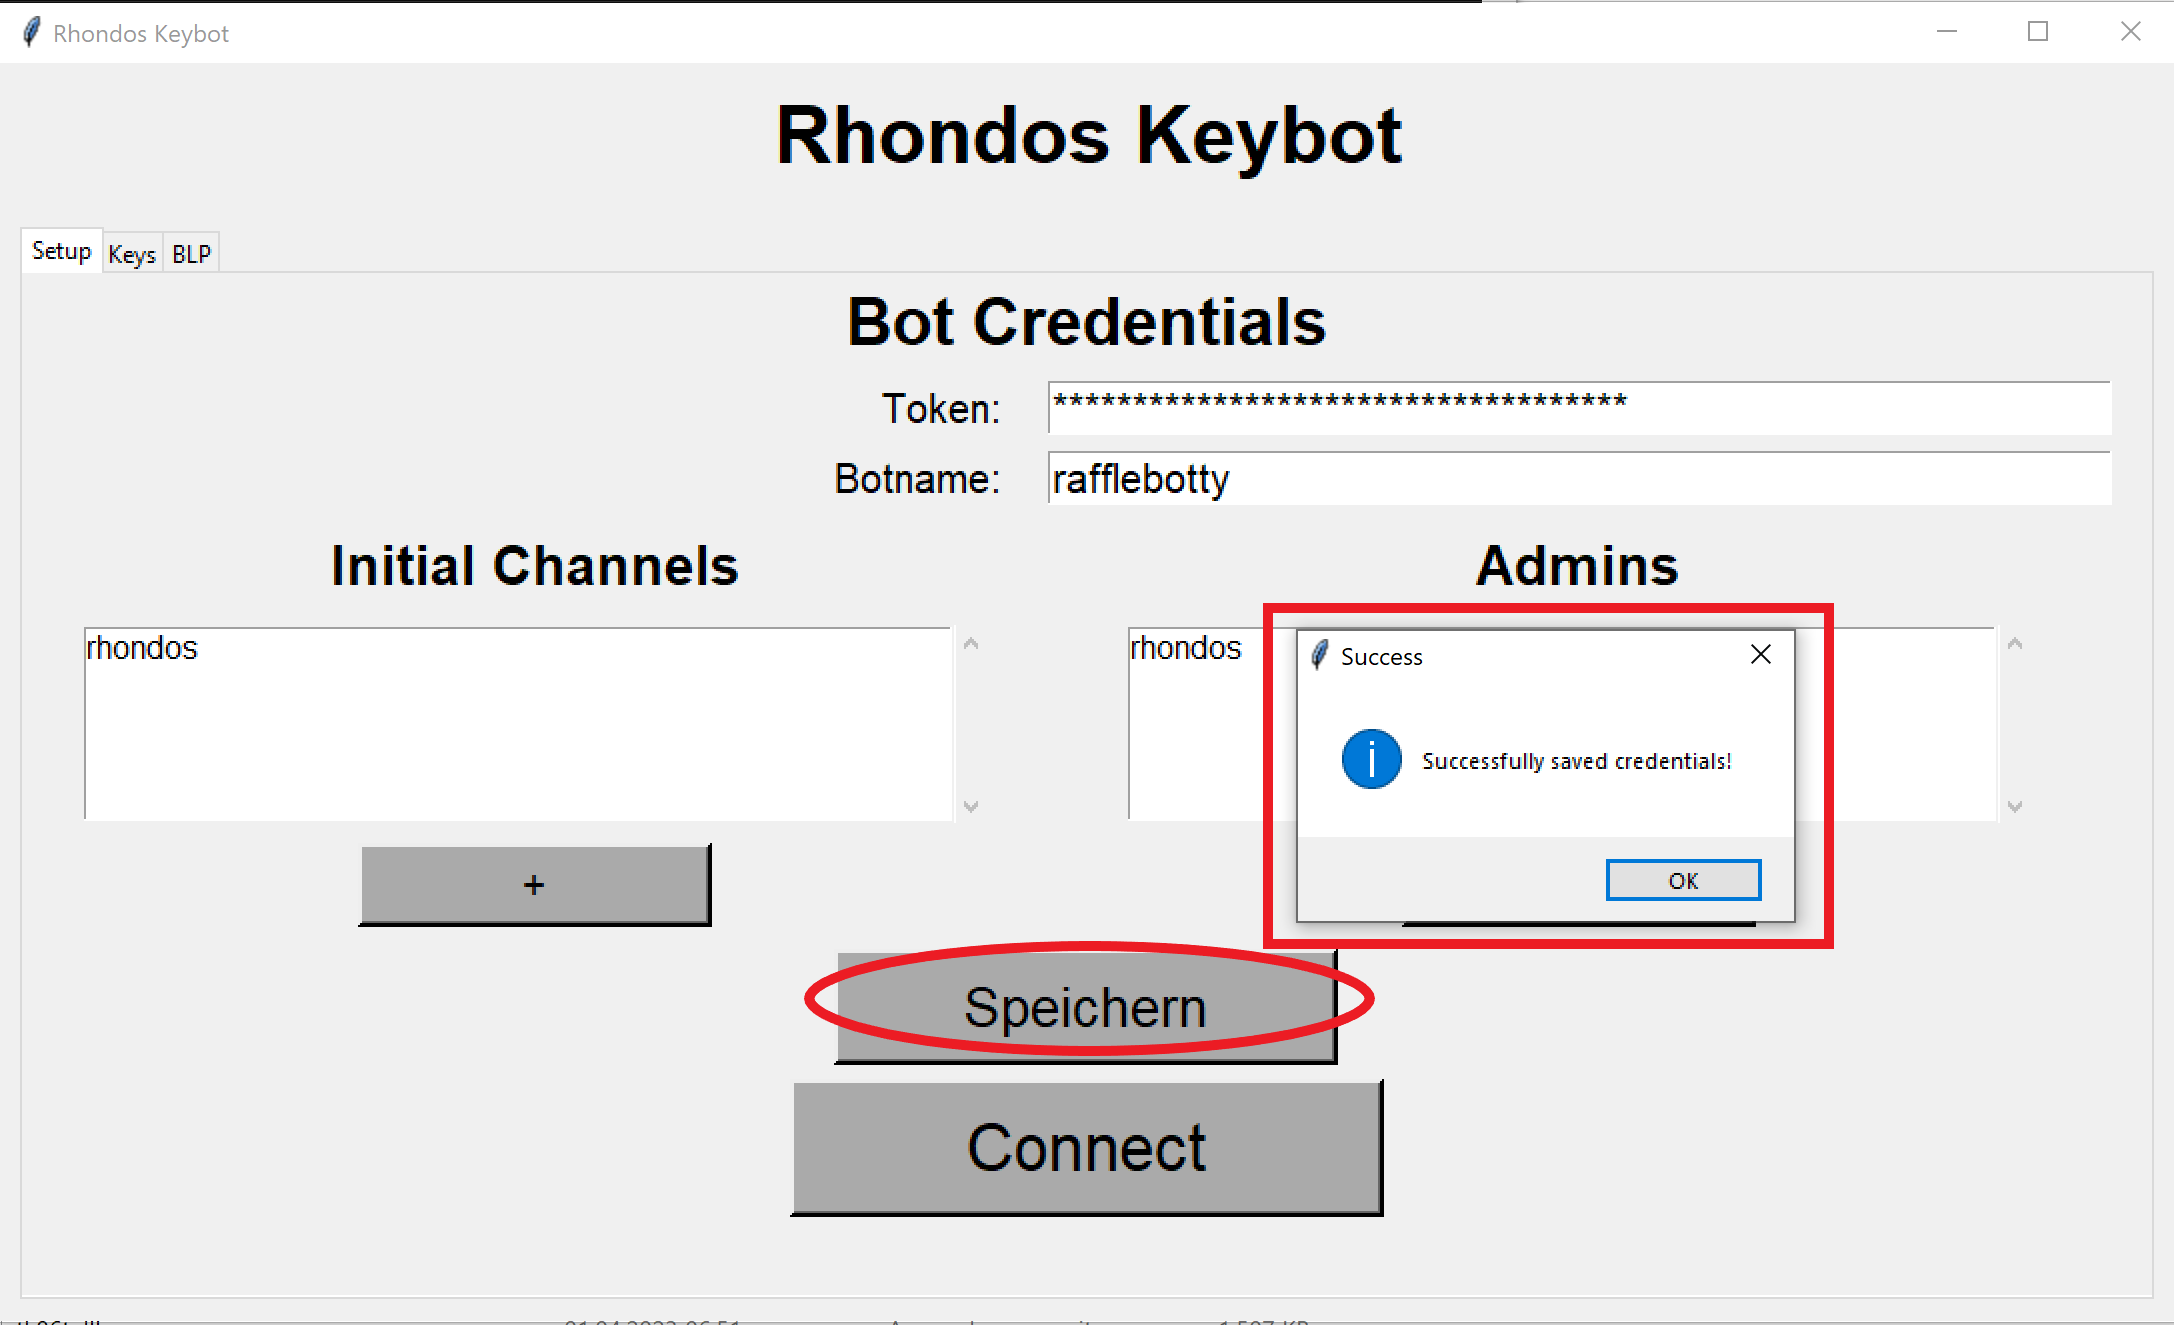 Rhondos Keybot
Rhondos Keybot
Setup Keys BLP
Bot Credentials
Token: ************************************
Botname: rafflebotty
Initial Channels
Admins
rhondos
rhondos
Success
Successfully saved credentials!
OK
+
Speichern
Connect